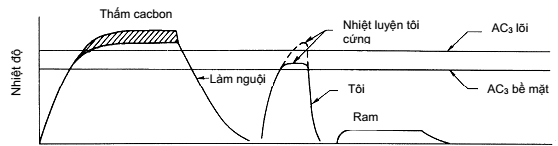 Thấm cacbon
Nhiệt luyện tôi
cứng
AC₃ lõi
Nhiệt độ
Làm nguội
Tôi
AC₃ bề mặt
Ram